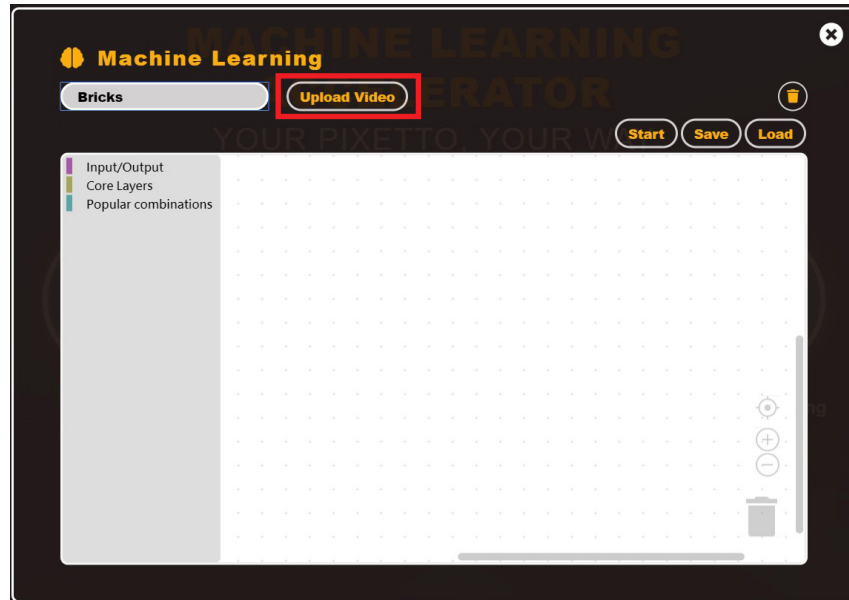 MACHINE LEARNING
Machine Learning
Bricks
Upload Video
YOUR PIXETTO, YOUR
Start
Save
Load
Input/Output
Core Layers
Popular combinations